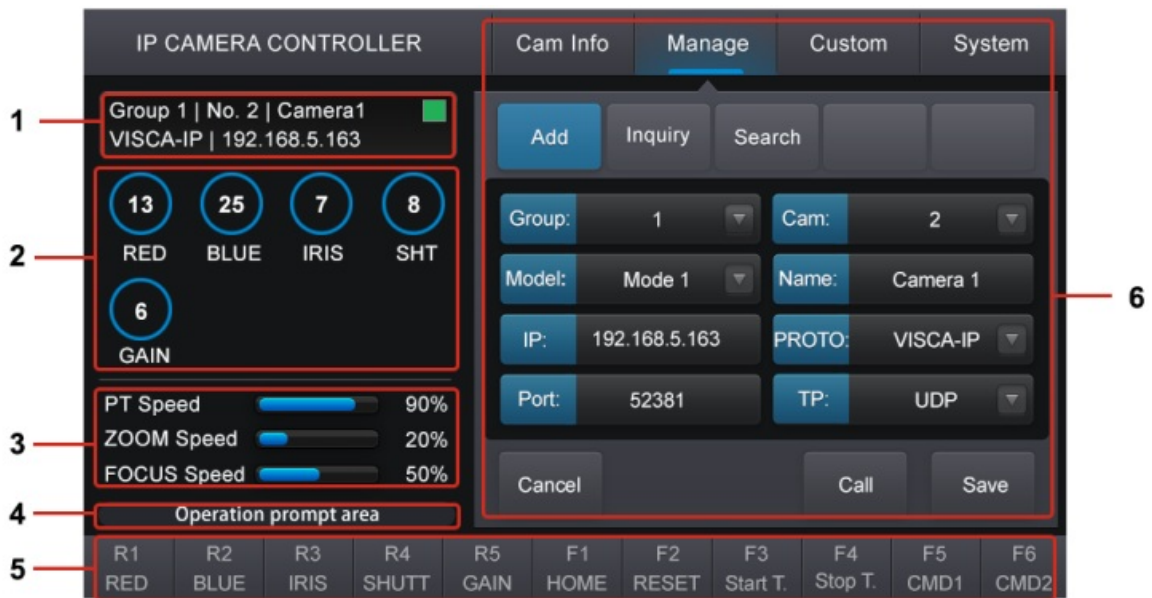 IP CAMERA CONTROLLER
Cam Info Manage Custom System
1
Group 1 | No. 2 | Camera1
VISCA-IP | 192.168.5.163
Add Inquiry Search
2
13 25 7 8
RED BLUE IRIS SHT
6
GAIN
Group: 1 Cam: 2
Model: Mode 1 Name: Camera 1
IP: 192.168.5.163 PROTO: VISCA-IP
Port: 52381 TP: UDP
6
3
PT Speed 90%
ZOOM Speed 20%
FOCUS Speed 50%
Cancel Call Save
4
Operation prompt area
5
R1 R2 R3 R4 R5 F1 F2 F3 F4 F5 F6
RED BLUE IRIS SHUTT GAIN HOME RESET Start T. Stop T. CMD1 CMD2